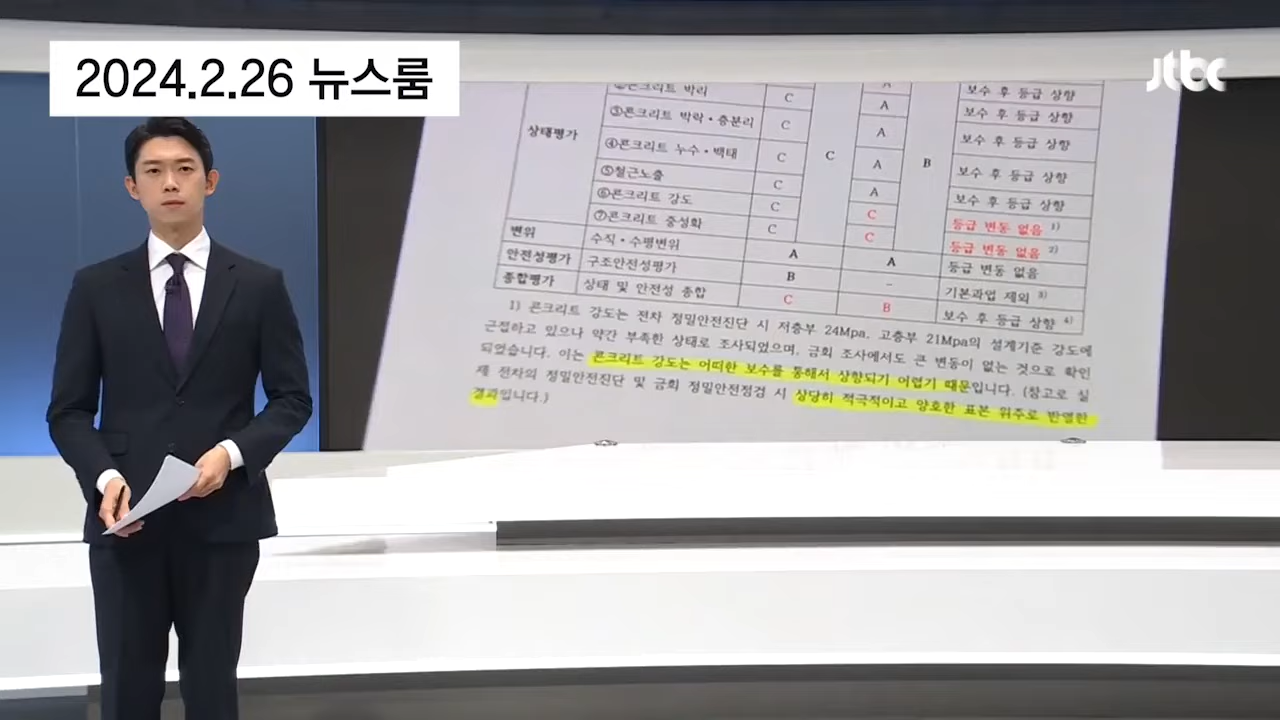 2024.2.26 뉴스룸
jtbc
콘크리트 박리 C A 보수 후 등급 상향
③콘크리트 박락·층분리 C A 보수 후 등급 상향
상태평가 ④콘크리트 누수·백태 C C A B 보수 후 등급 상향
⑤철근노출 C A 보수 후 등급 상향
⑥콘크리트 강도 C C 등급 변동 없음 1)
⑦콘크리트 중성화 C C 등급 변동 없음 2)
변위 수직·수평변위 A A 등급 변동 없음
안전성평가 구조안전성평가 B - 기본과업 제외 3)
종합평가 상태 및 안전성 종합 C B 보수 후 등급 상향 4)
1) 콘크리트 강도는 전차 정밀안전진단 시 저층부 24Mpa, 고층부 21Mpa의 설계기준 강도에
근접하고 있으나 약간 부족한 상태로 조사되었으며, 금회 조사에서도 큰 변동이 없는 것으로 확인
되었습니다. 이는 콘크리트 강도는 어떠한 보수를 통해서 상향되기 어렵기 때문입니다. (참고로 실
제 전차의 정밀안전진단 및 금회 정밀안전점검 시 상당히 적극적이고 양호한 표본 위주로 반영한
결과입니다.)